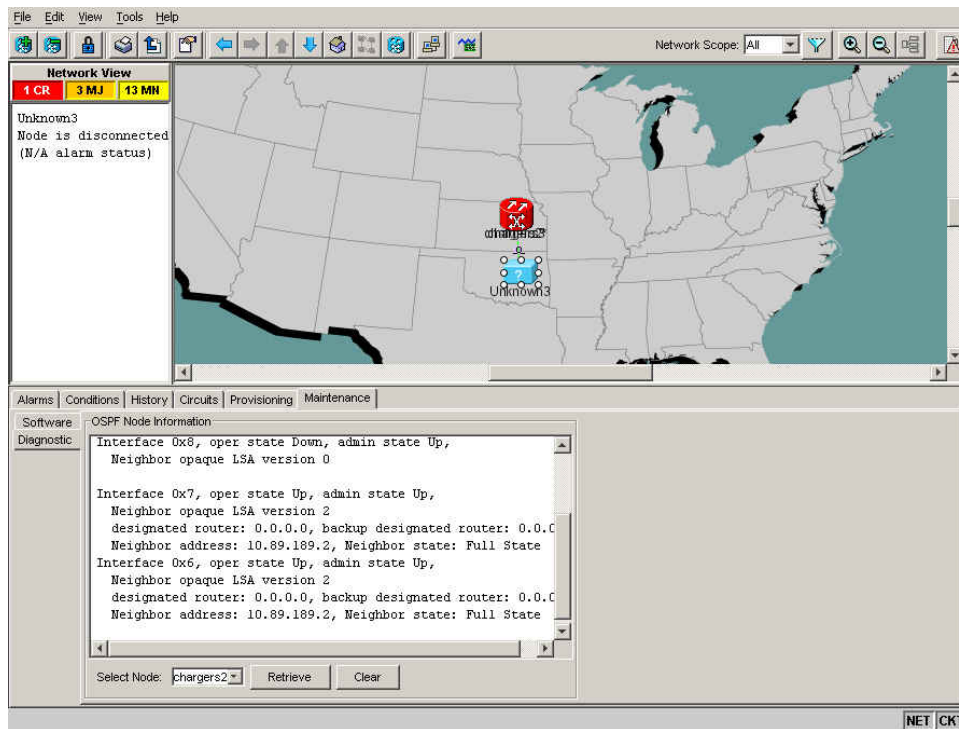 File Edit View Tools Help
Network Scope: All
Network View
1 CR 3 MJ 13 MN
Unknown3
Node is disconnected
(N/A alarm status)
?
Unknown3
Alarms Conditions History Circuits Provisioning Maintenance
Software
Diagnostic
OSPF Node Information
Interface 0x8, oper state Down, admin state Up,
Neighbor opaque LSA version 0
Interface 0x7, oper state Up, admin state Up,
Neighbor opaque LSA version 2
designated router: 0.0.0.0, backup designated router: 0.0.0
Neighbor address: 10.89.189.2, Neighbor state: Full State
Interface 0x6, oper state Up, admin state Up,
Neighbor opaque LSA version 2
designated router: 0.0.0.0, backup designated router: 0.0.0
Neighbor address: 10.89.189.2, Neighbor state: Full State
Select Node: chargers2 Retrieve Clear
NET CKT